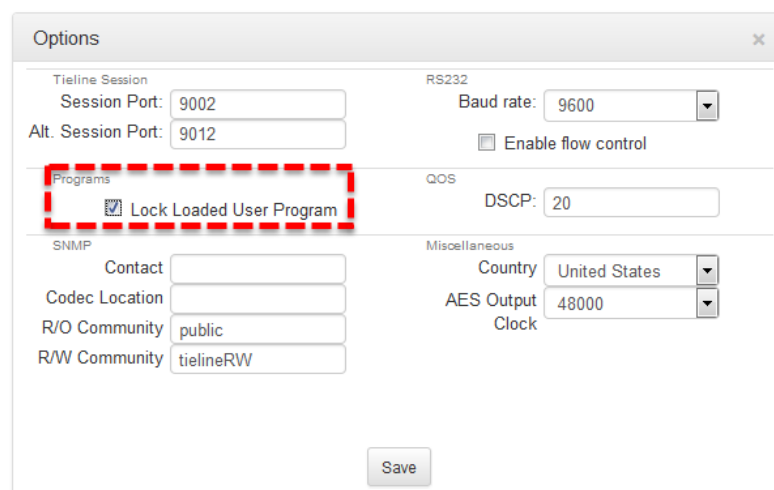 Options ×
Tieline Session
Session Port: 9002
Alt. Session Port: 9012
RS232
Baud rate: 9600
Enable flow control
Programs
Lock Loaded User Program
QOS
DSCP: 20
SNMP
Contact
Codec Location
R/O Community public
R/W Community tielineRW
Miscellaneous
Country United States
AES Output Clock 48000
Save